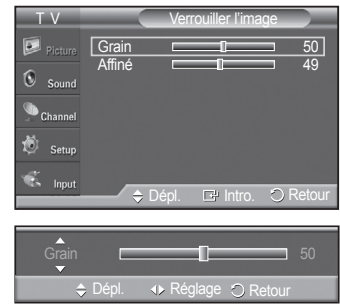 T V Verrouiller l'image
Picture Grain 50
Affiné 49
Sound
Channel
Setup
Input
Dépl. Intro. Retour
Grain 50
Dépl. Réglage Retour